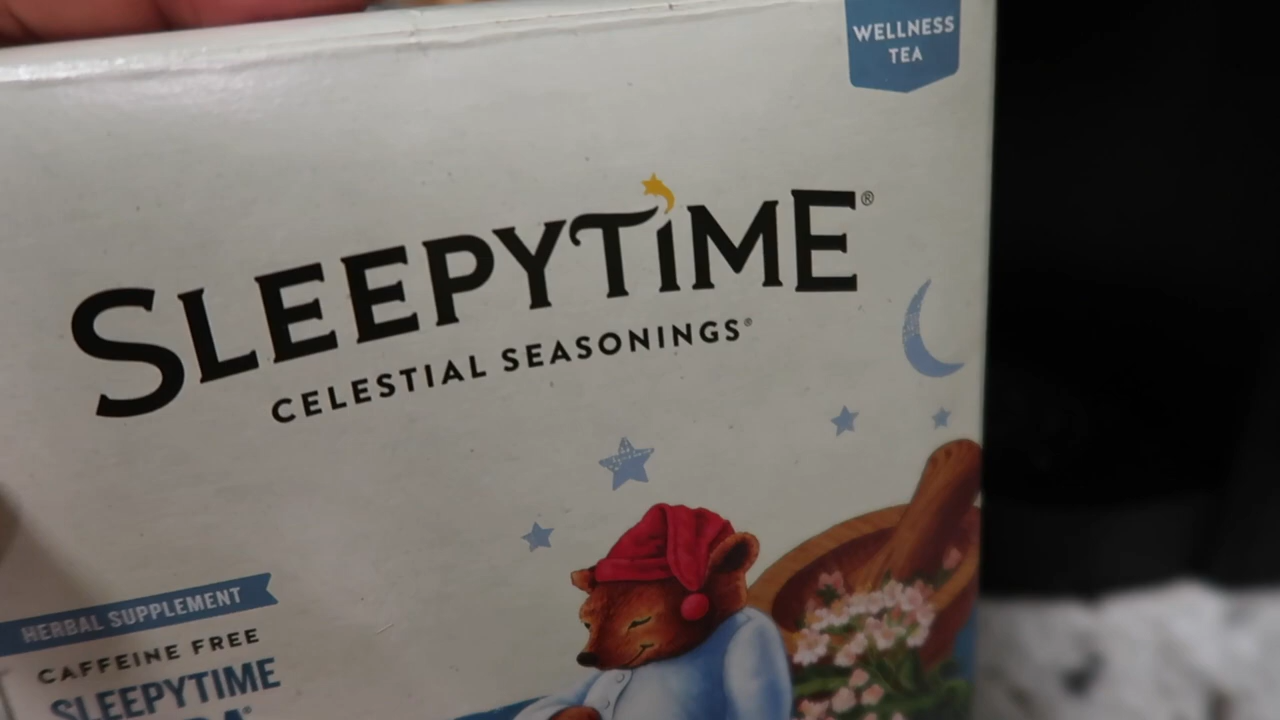 WELLNESS
TEA
SLEEPYTIME®
CELESTIAL SEASONINGS®
HERBAL SUPPLEMENT
CAFFEINE FREE
SLEEPYTIME